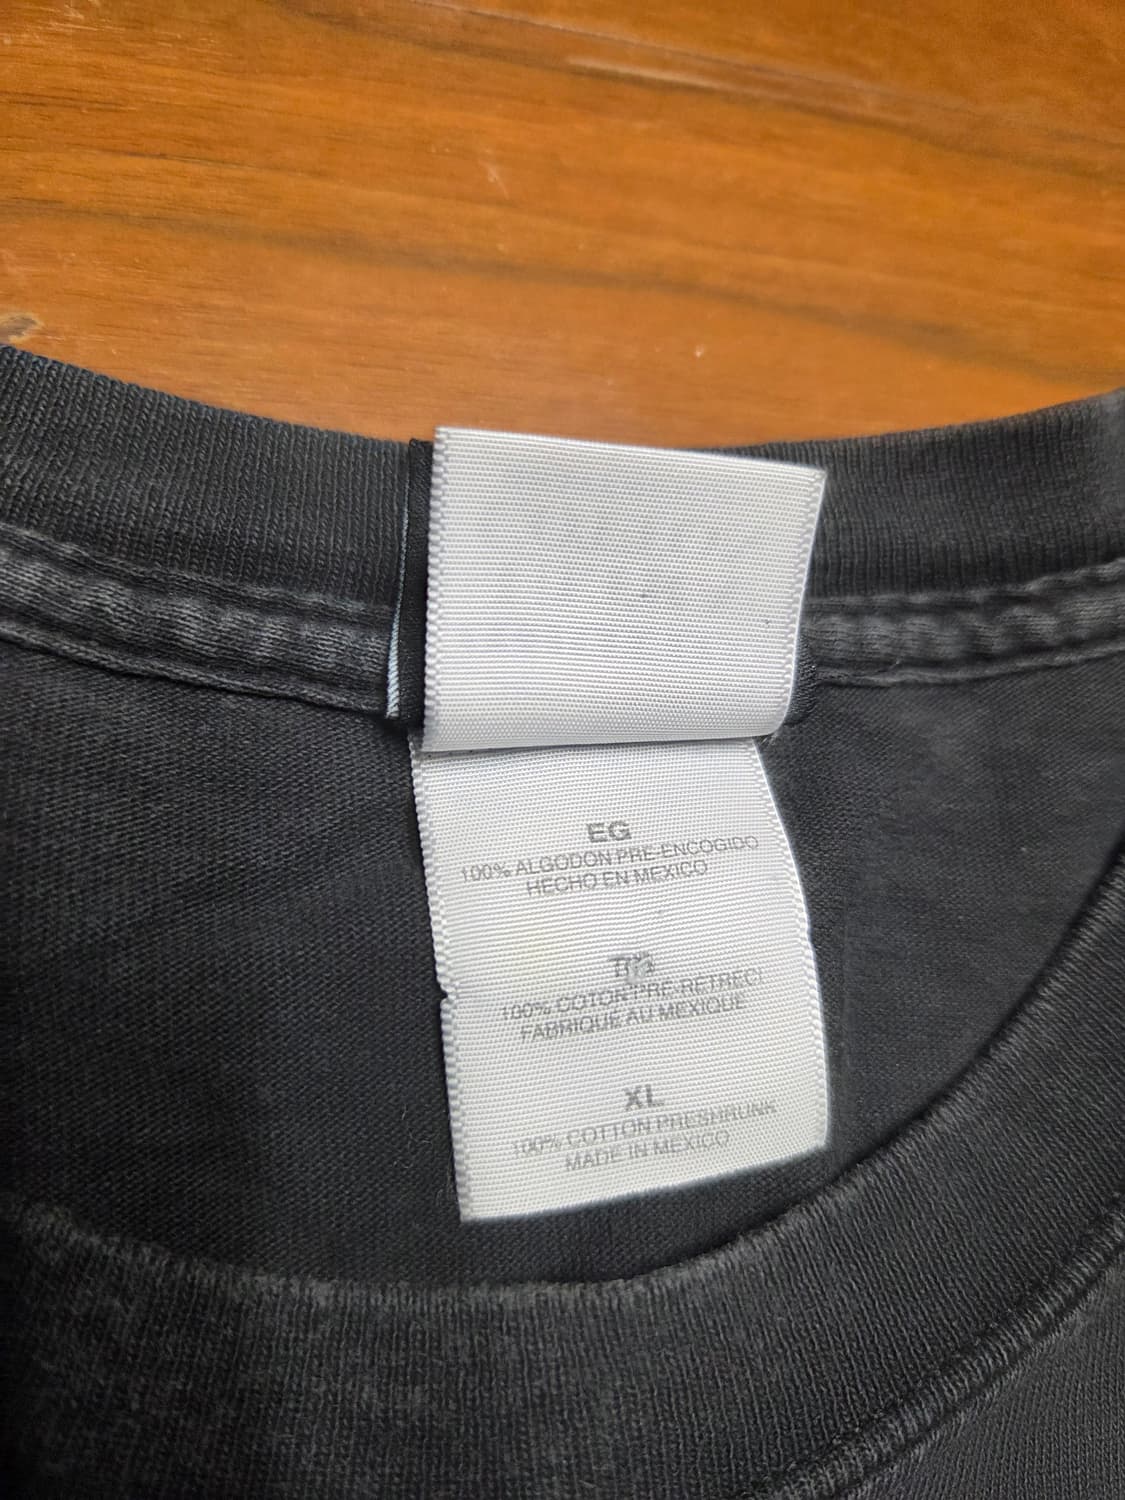 EG
100% ALGODON PRE-ENCOGIDO
HECHO EN MEXICO
TTG
100% COTON PRE-RETRECI
FABRIQUE AU MEXIQUE
XL
100% COTTON PRESHRUNK
MADE IN MEXICO